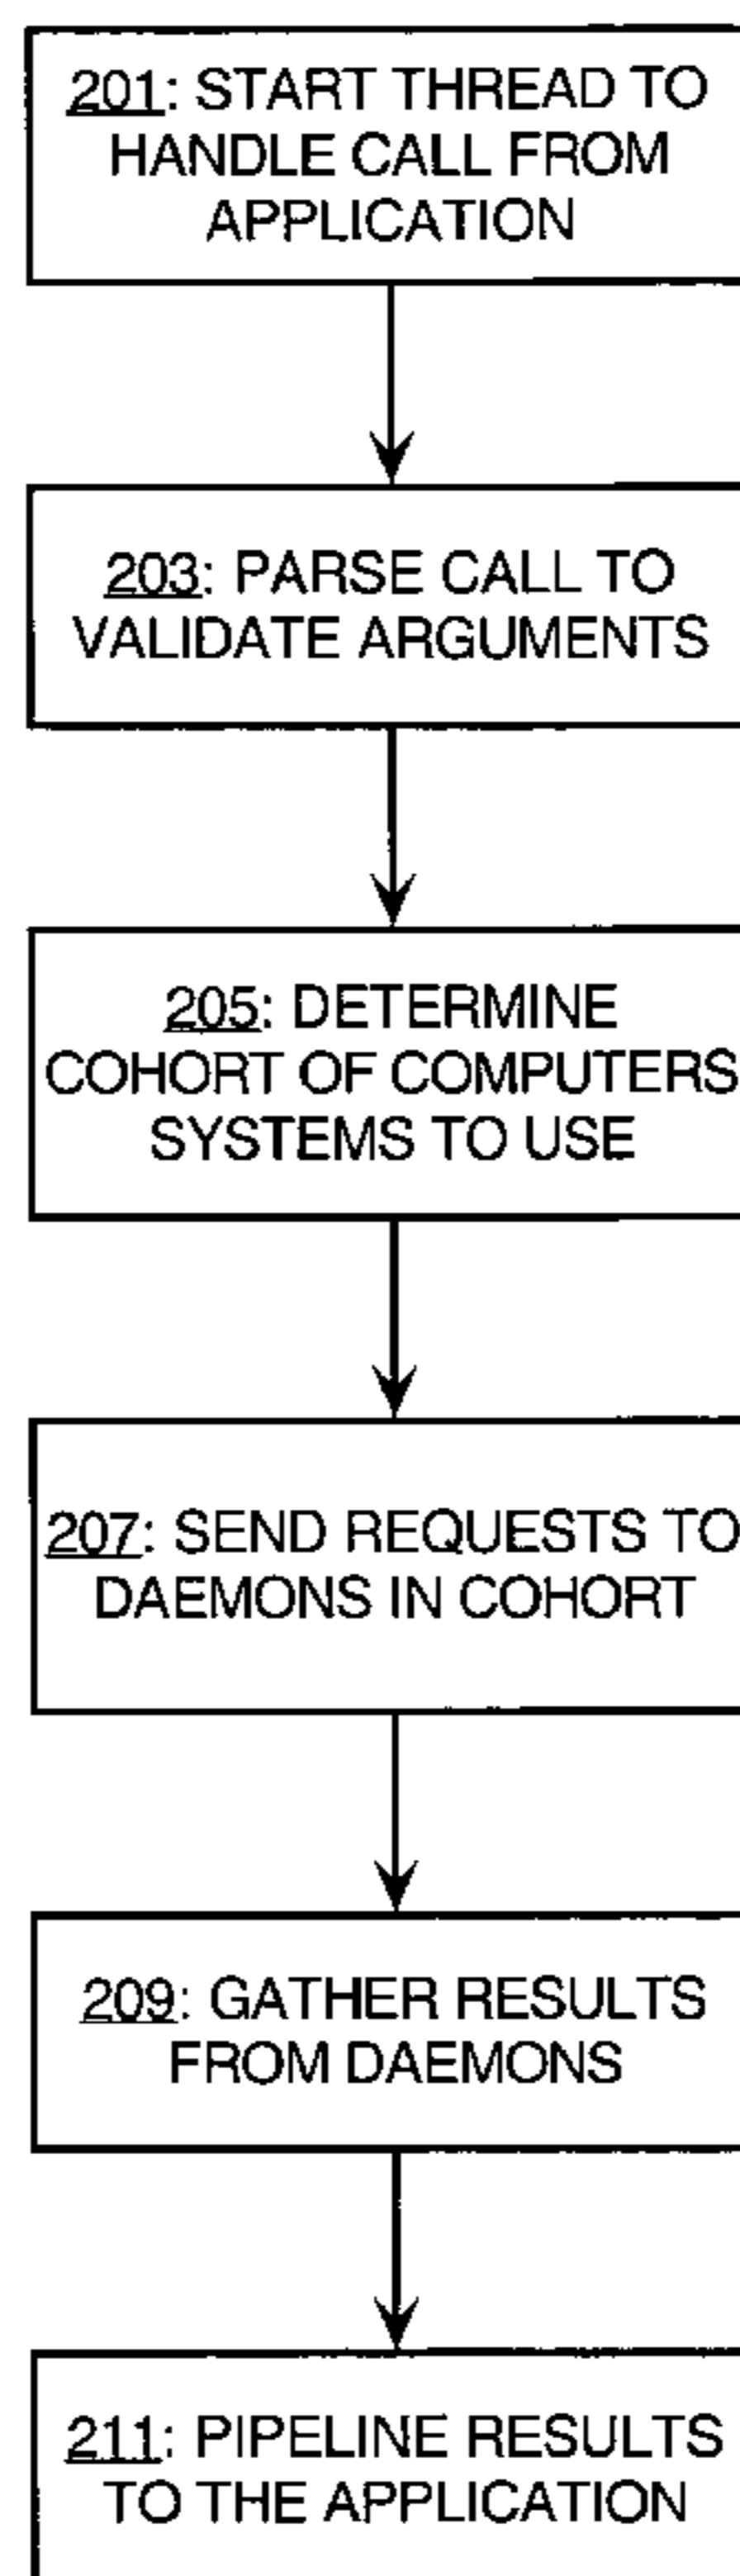 201: START THREAD TO
HANDLE CALL FROM
APPLICATION
203: PARSE CALL TO
VALIDATE ARGUMENTS
205: DETERMINE
COHORT OF COMPUTERS
SYSTEMS TO USE
207: SEND REQUESTS TO
DAEMONS IN COHORT
209: GATHER RESULTS
FROM DAEMONS
211: PIPELINE RESULTS
TO THE APPLICATION